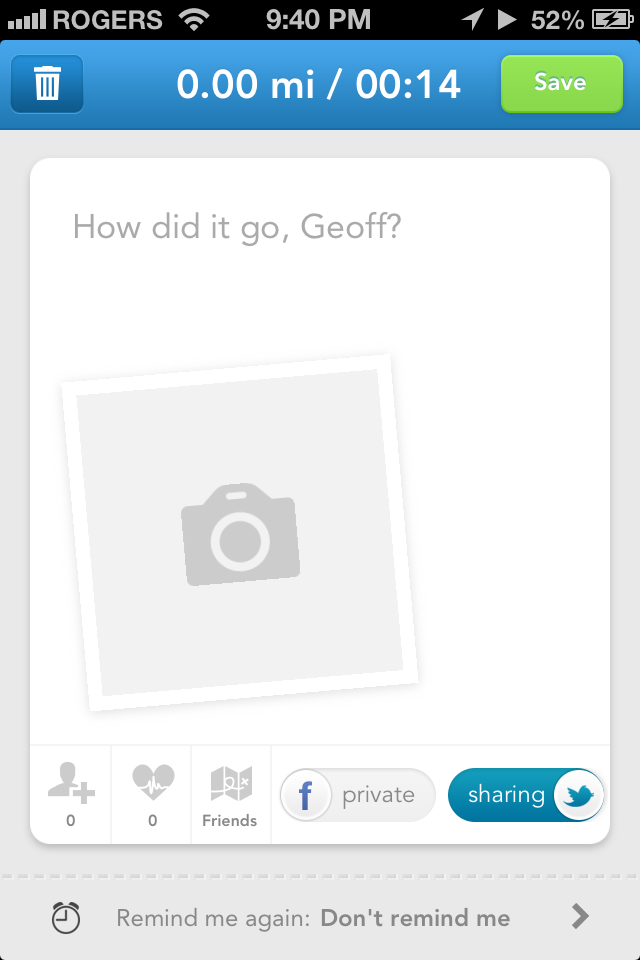 ROGERS 9:40 PM 52%
0.00 mi / 00:14 Save
How did it go, Geoff?
0 0 Friends f private sharing
Remind me again: Don't remind me